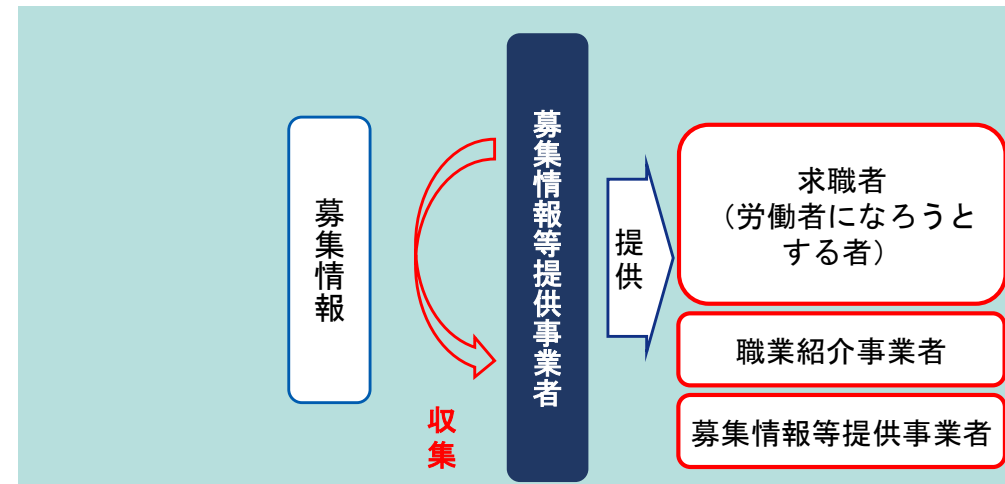 募集情報
収集
募集情報等提供事業者
提供
求職者
（労働者になろうと
する者）
職業紹介事業者
募集情報等提供事業者